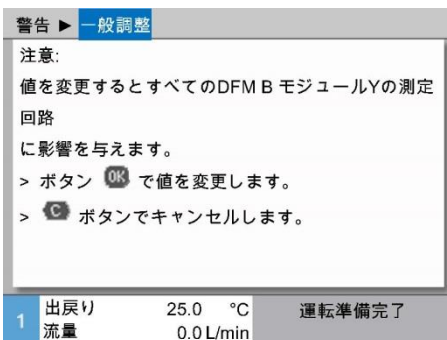 警告 ▶ 一般調整
注意:
値を変更するとすべてのDFM B モジュールYの測定
回路
に影響を与えます。
> ボタン OK で値を変更します。
> C ボタンでキャンセルします。
1 出戻り 25.0 °C 運転準備完了
流量 0.0 L/min